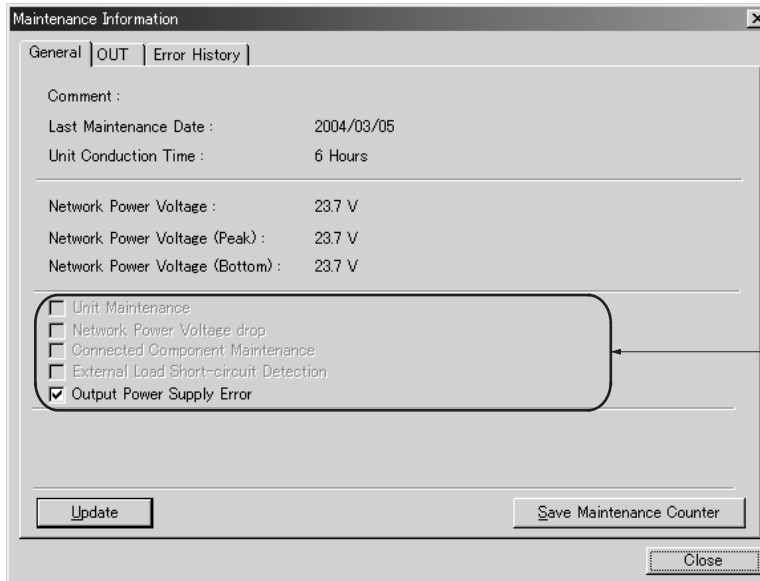 Maintenance Information
General OUT Error History
Comment :
Last Maintenance Date : 2004/03/05
Unit Conduction Time : 6 Hours
Network Power Voltage : 23.7 V
Network Power Voltage (Peak) : 23.7 V
Network Power Voltage (Bottom) : 23.7 V
Unit Maintenance
Network Power Voltage drop
Connected Component Maintenance
External Load Short-circuit Detection
Output Power Supply Error
Update Save Maintenance Counter
Close